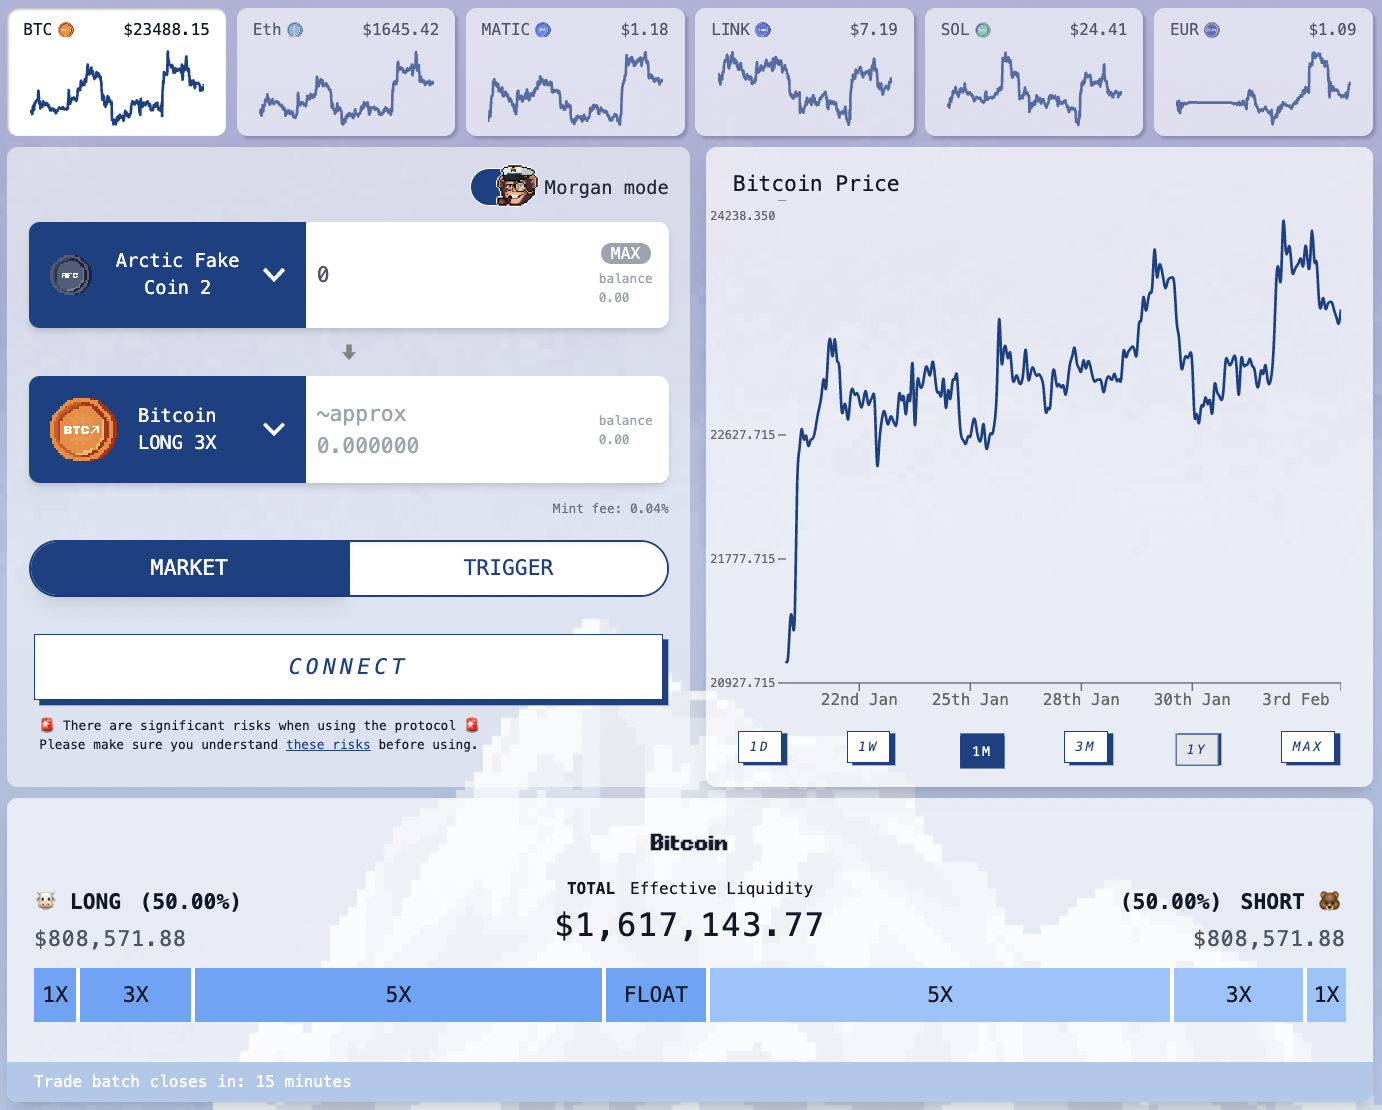 BTC $23488.15
Eth $1645.42
MATIC $1.18
LINK $7.19
SOL $24.41
EUR $1.09
Morgan mode
AFC
Arctic Fake
Coin 2
0
MAX
balance
0.00
BTC↗
Bitcoin
LONG 3X
~approx
0.000000
balance
0.00
Mint fee: 0.04%
MARKET
TRIGGER
CONNECT
🚨 There are significant risks when using the protocol 🚨
Please make sure you understand these risks before using.
Bitcoin Price
24238.350
22627.715
21777.715
20927.715
22nd Jan 25th Jan 28th Jan 30th Jan 3rd Feb
1D 1W 1M 3M 1Y MAX
Bitcoin
TOTAL Effective Liquidity
$1,617,143.77
🐮 LONG (50.00%)
$808,571.88
(50.00%) SHORT 🐻
$808,571.88
1X 3X 5X FLOAT 5X 3X 1X
Trade batch closes in: 15 minutes